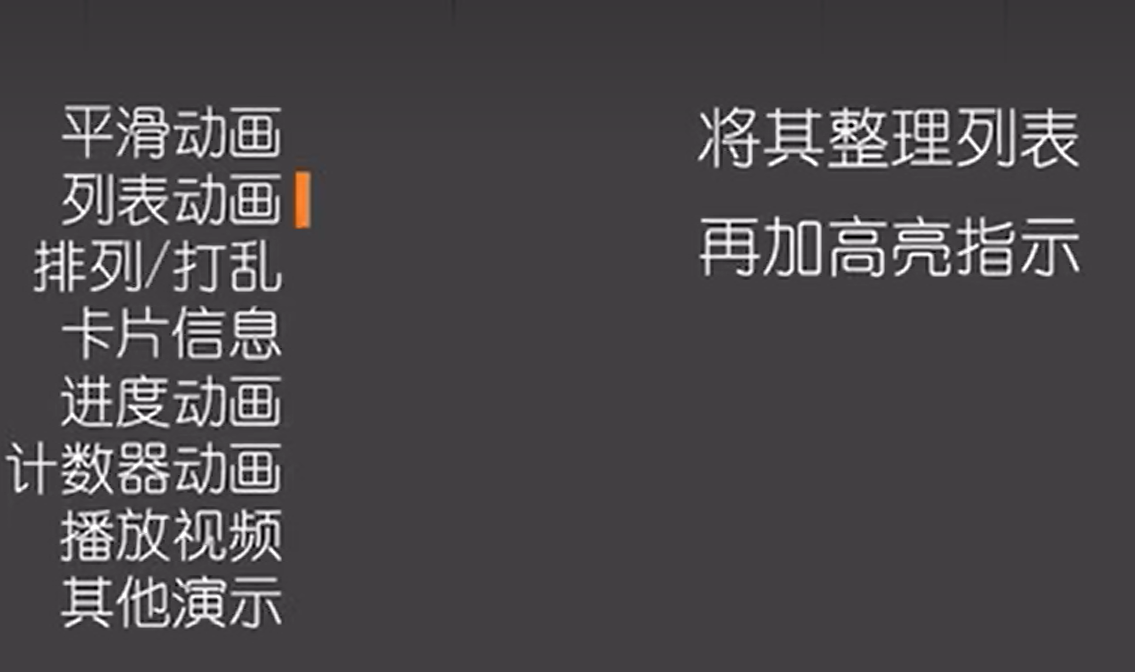 平滑动画
列表动画
排列/打乱
卡片信息
进度动画
计数器动画
播放视频
其他演示
将其整理列表
再加高亮指示